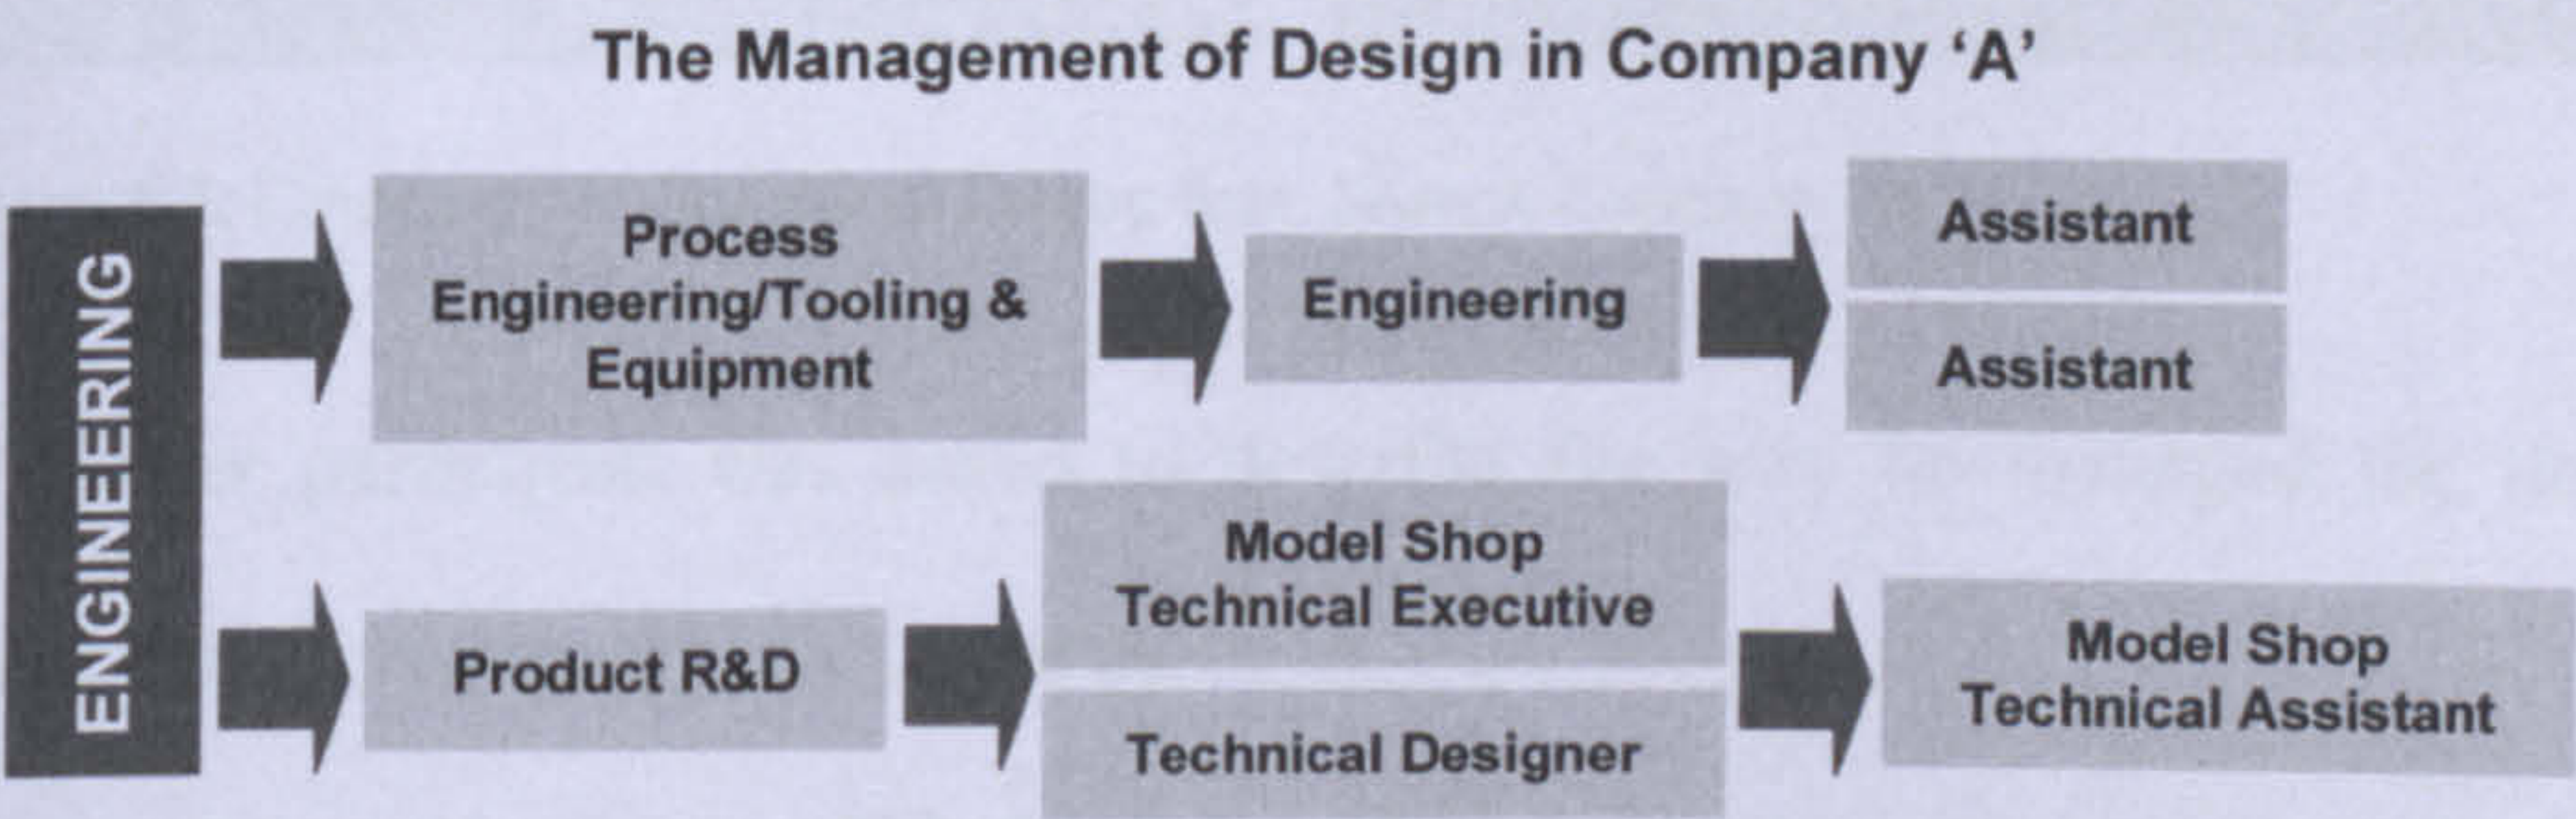 The Management of Design in Company ‘A’
ENGINEERING
Process
Engineering/Tooling &
Equipment
Engineering
Assistant
Assistant
Product R&D
Model Shop
Technical Executive
Technical Designer
Model Shop
Technical Assistant